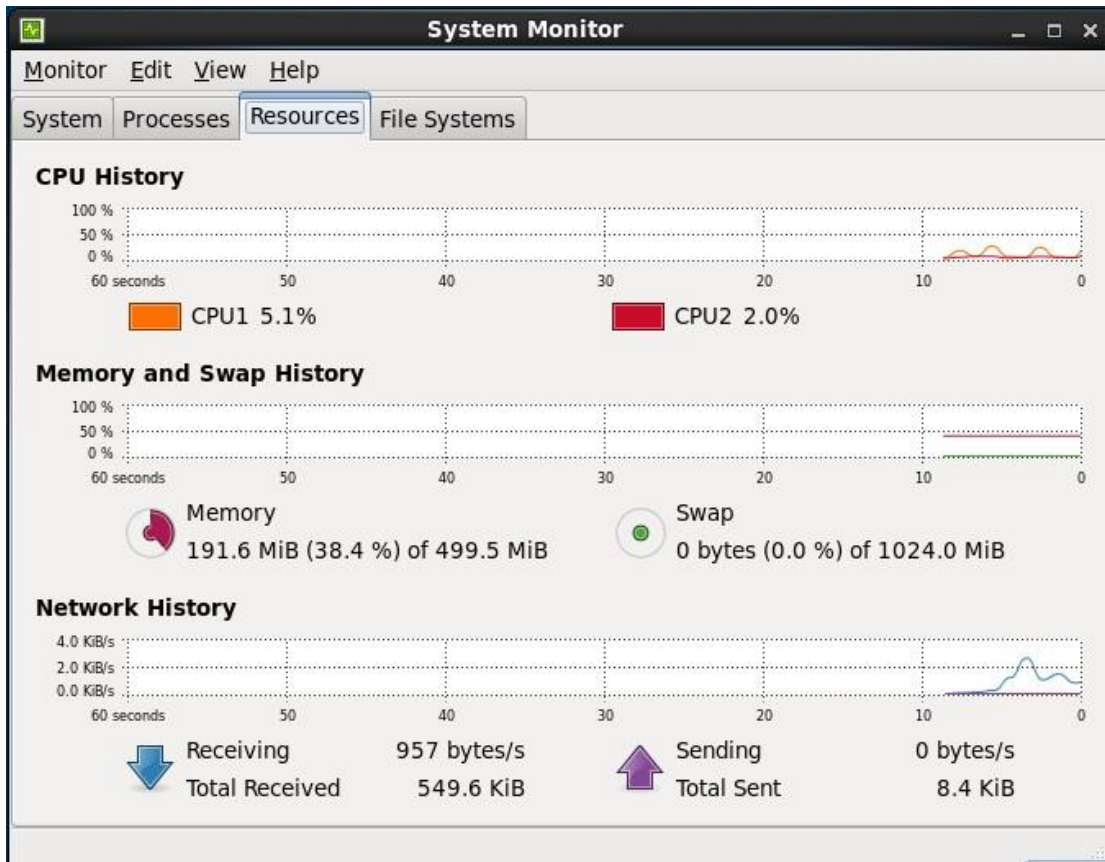 System Monitor
Monitor Edit View Help
System Processes Resources File Systems
CPU History
100 %
50 %
0 %
60 seconds 50 40 30 20 10 0
CPU1 5.1% CPU2 2.0%
Memory and Swap History
100 %
50 %
0 %
60 seconds 50 40 30 20 10 0
Memory Swap
191.6 MiB (38.4 %) of 499.5 MiB 0 bytes (0.0 %) of 1024.0 MiB
Network History
4.0 KiB/s
2.0 KiB/s
0.0 KiB/s
60 seconds 50 40 30 20 10 0
Receiving 957 bytes/s Sending 0 bytes/s
Total Received 549.6 KiB Total Sent 8.4 KiB